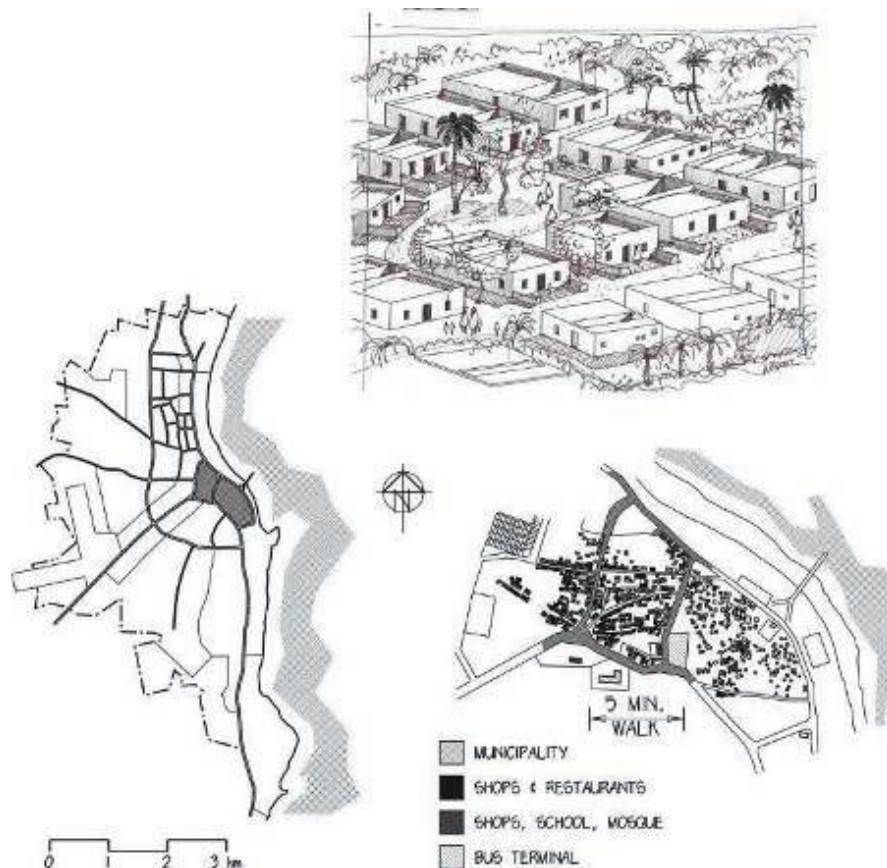 N
5 MIN.
WALK
MUNICIPALITY
SHOPS & RESTAURANTS
SHOPS, SCHOOL, MOSQUE
BUS TERMINAL
0 1 2 3 km